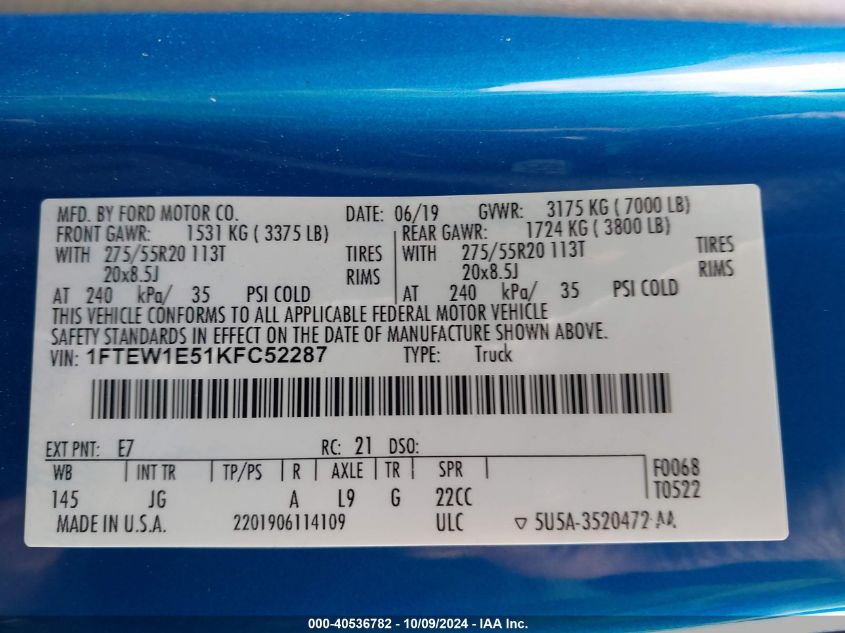 MFD. BY FORD MOTOR CO. DATE: 06/19 GVWR: 3175 KG ( 7000 LB)
FRONT GAWR: 1531 KG ( 3375 LB) REAR GAWR: 1724 KG ( 3800 LB)
WITH 275/55R20 113T TIRES WITH 275/55R20 113T TIRES
20x8.5J RIMS 20x8.5J RIMS
AT 240 kPa/ 35 PSI COLD AT 240 kPa/ 35 PSI COLD
THIS VEHICLE CONFORMS TO ALL APPLICABLE FEDERAL MOTOR VEHICLE
SAFETY STANDARDS IN EFFECT ON THE DATE OF MANUFACTURE SHOWN ABOVE.
VIN: 1FTEW1E51KFC52287 TYPE: Truck
EXT PNT: E7 RC: 21 DSO:
WB INT TR TP/PS R AXLE TR SPR F0068
145 JG A L9 G 22CC T0522
MADE IN U.S.A. 2201906114109 ULC ▽ 5U5A-3520472-AA
000-40536782 - 10/09/2024 - IAA Inc.